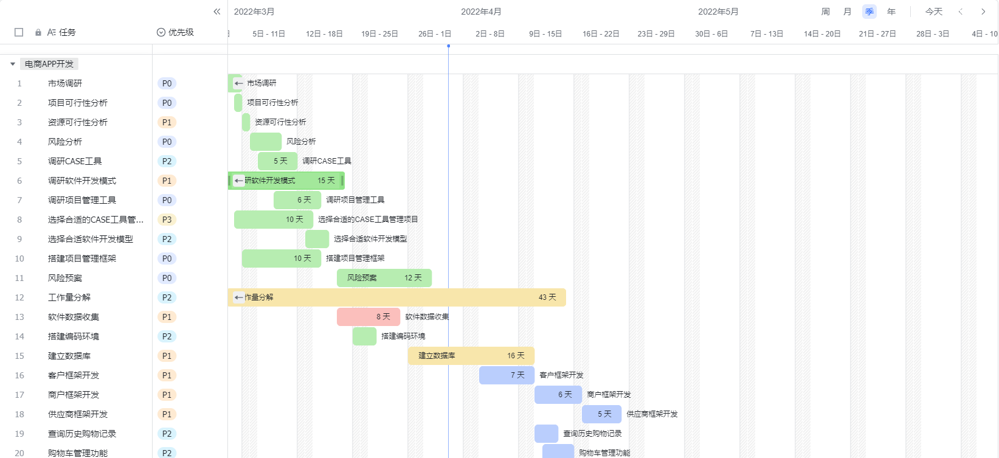 2022年3月 2022年4月 2022年5月 周 月 季 年 今天
任务 优先级 5日 - 11日 12日 - 18日 19日 - 25日 26日 - 1日 2日 - 8日 9日 - 15日 16日 - 22日 23日 - 29日 30日 - 6日 7日 - 13日 14日 - 20日 21日 - 27日 28日 - 3日 4日 - 10
电商APP开发
1 市场调研 P0 市场调研
2 项目可行性分析 P0 项目可行性分析
3 资源可行性分析 P1 资源可行性分析
4 风险分析 P0 风险分析
5 调研CASE工具 P2 5 天 调研CASE工具
6 调研软件开发模式 P1 研软件开发模式 15 天
7 调研项目管理工具 P0 6 天 调研项目管理工具
8 选择合适的CASE工具管... P3 10 天 选择合适的CASE工具管理项目
9 选择合适软件开发模型 P2 选择合适软件开发模型
10 搭建项目管理框架 P0 10 天 搭建项目管理框架
11 风险预案 P0 风险预案 12 天
12 工作量分解 P2 作量分解 43 天
13 软件数据收集 P1 8 天 软件数据收集
14 搭建编码环境 P2 搭建编码环境
15 建立数据库 P1 建立数据库 16 天
16 客户框架开发 P1 7 天 客户框架开发
17 商户框架开发 P1 6 天 商户框架开发
18 供应商框架开发 P1 5 天 供应商框架开发
19 查询历史购物记录 P2 查询历史购物记录
20 购物车管理功能 P2 购物车管理功能